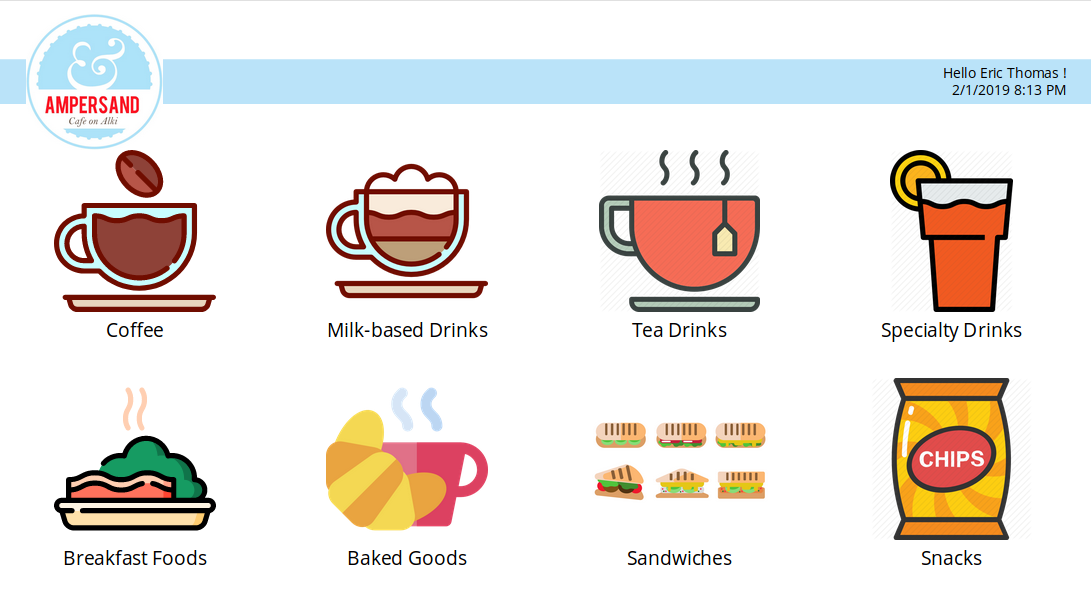 &
AMPERSAND
Cafe on Alki
Hello Eric Thomas !
2/1/2019 8:13 PM
Coffee
Milk-based Drinks
Tea Drinks
Specialty Drinks
CHIPS
Breakfast Foods
Baked Goods
Sandwiches
Snacks